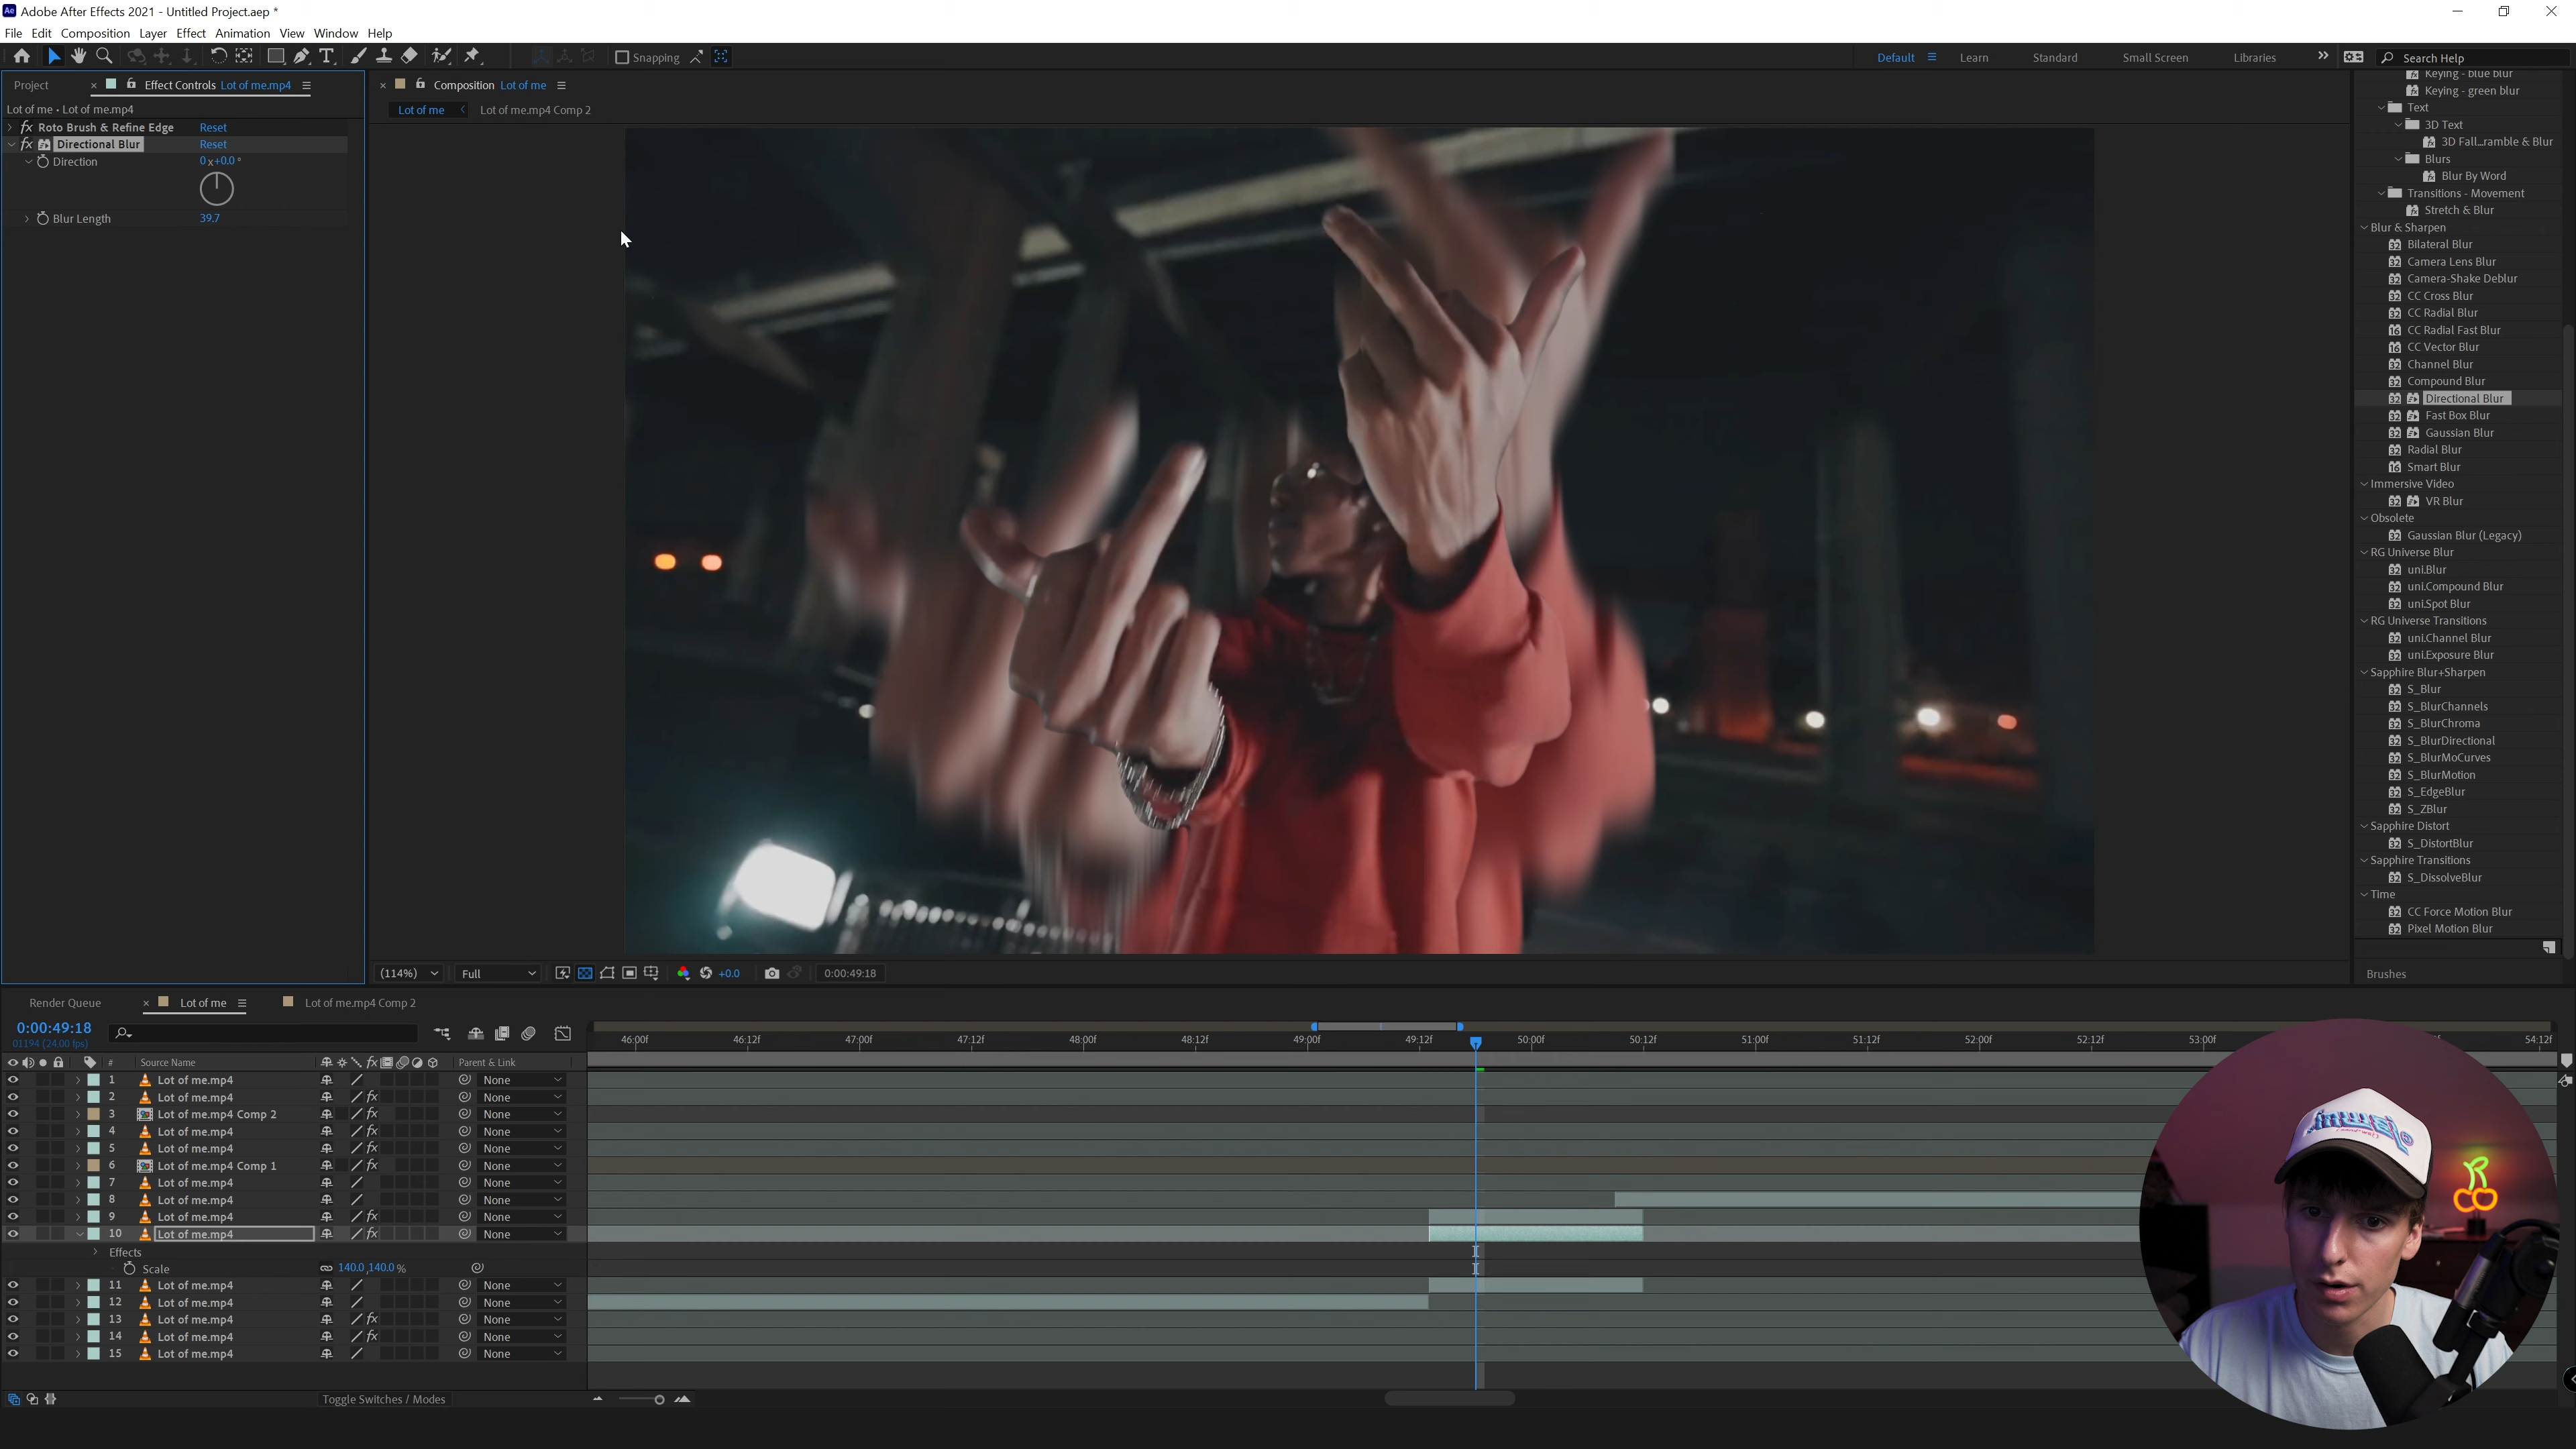 Adobe After Effects 2021 - Untitled Project.aep *
File Edit Composition Layer Effect Animation View Window Help
Snapping
Default Learn Standard Small Screen Libraries Search Help
Project Effect Controls Lot of me.mp4
Composition Lot of me
Lot of me • Lot of me.mp4
Lot of me Lot of me.mp4 Comp 2
fx Roto Brush & Refine Edge Reset
fx Directional Blur Reset
Direction 0 x+0.0 °
Blur Length 39.7
Keying - blue blur
Keying - green blur
Text
3D Text
3D Fall...ramble & Blur
Blurs
Blur By Word
Transitions - Movement
Stretch & Blur
Blur & Sharpen
Bilateral Blur
Camera Lens Blur
Camera-Shake Deblur
CC Cross Blur
CC Radial Blur
CC Radial Fast Blur
CC Vector Blur
Channel Blur
Compound Blur
Directional Blur
Fast Box Blur
Gaussian Blur
Radial Blur
Smart Blur
Immersive Video
VR Blur
Obsolete
Gaussian Blur (Legacy)
RG Universe Blur
uni.Blur
uni.Compound Blur
uni.Spot Blur
RG Universe Transitions
uni.Channel Blur
uni.Exposure Blur
Sapphire Blur+Sharpen
S_Blur
S_BlurChannels
S_BlurChroma
S_BlurDirectional
S_BlurMoCurves
S_BlurMotion
S_EdgeBlur
S_ZBlur
Sapphire Distort
S_DistortBlur
Sapphire Transitions
S_DissolveBlur
Time
CC Force Motion Blur
Pixel Motion Blur
Brushes
(114%) Full +0.0 0:00:49:18
Render Queue Lot of me Lot of me.mp4 Comp 2
0:00:49:18
01194 (24.00 fps)
46:00f 46:12f 47:00f 47:12f 48:00f 48:12f 49:00f 49:12f 50:00f 50:12f 51:00f 51:12f 52:00f 52:12f 53:00f 54:12f
# Source Name fx Parent & Link
1 Lot of me.mp4 None
2 Lot of me.mp4 fx None
3 Lot of me.mp4 Comp 2 fx None
4 Lot of me.mp4 fx None
5 Lot of me.mp4 fx None
6 Lot of me.mp4 Comp 1 fx None
7 Lot of me.mp4 None
8 Lot of me.mp4 None
9 Lot of me.mp4 fx None
10 Lot of me.mp4 fx None
Effects
Scale 140.0,140.0 %
11 Lot of me.mp4 None
12 Lot of me.mp4 None
13 Lot of me.mp4 fx None
14 Lot of me.mp4 fx None
15 Lot of me.mp4 None
Toggle Switches / Modes